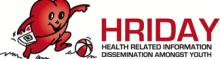 HRIDAY
HEALTH RELATED INFORMATION
DISSEMINATION AMONGST YOUTH